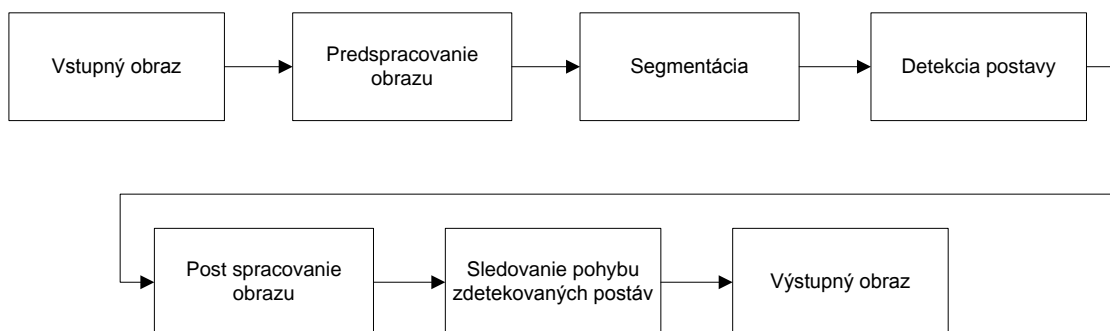 Vstupný obraz
Predspracovanie
obrazu
Segmentácia
Detekcia postavy
Post spracovanie
obrazu
Sledovanie pohybu
zdetekovaných postáv
Výstupný obraz